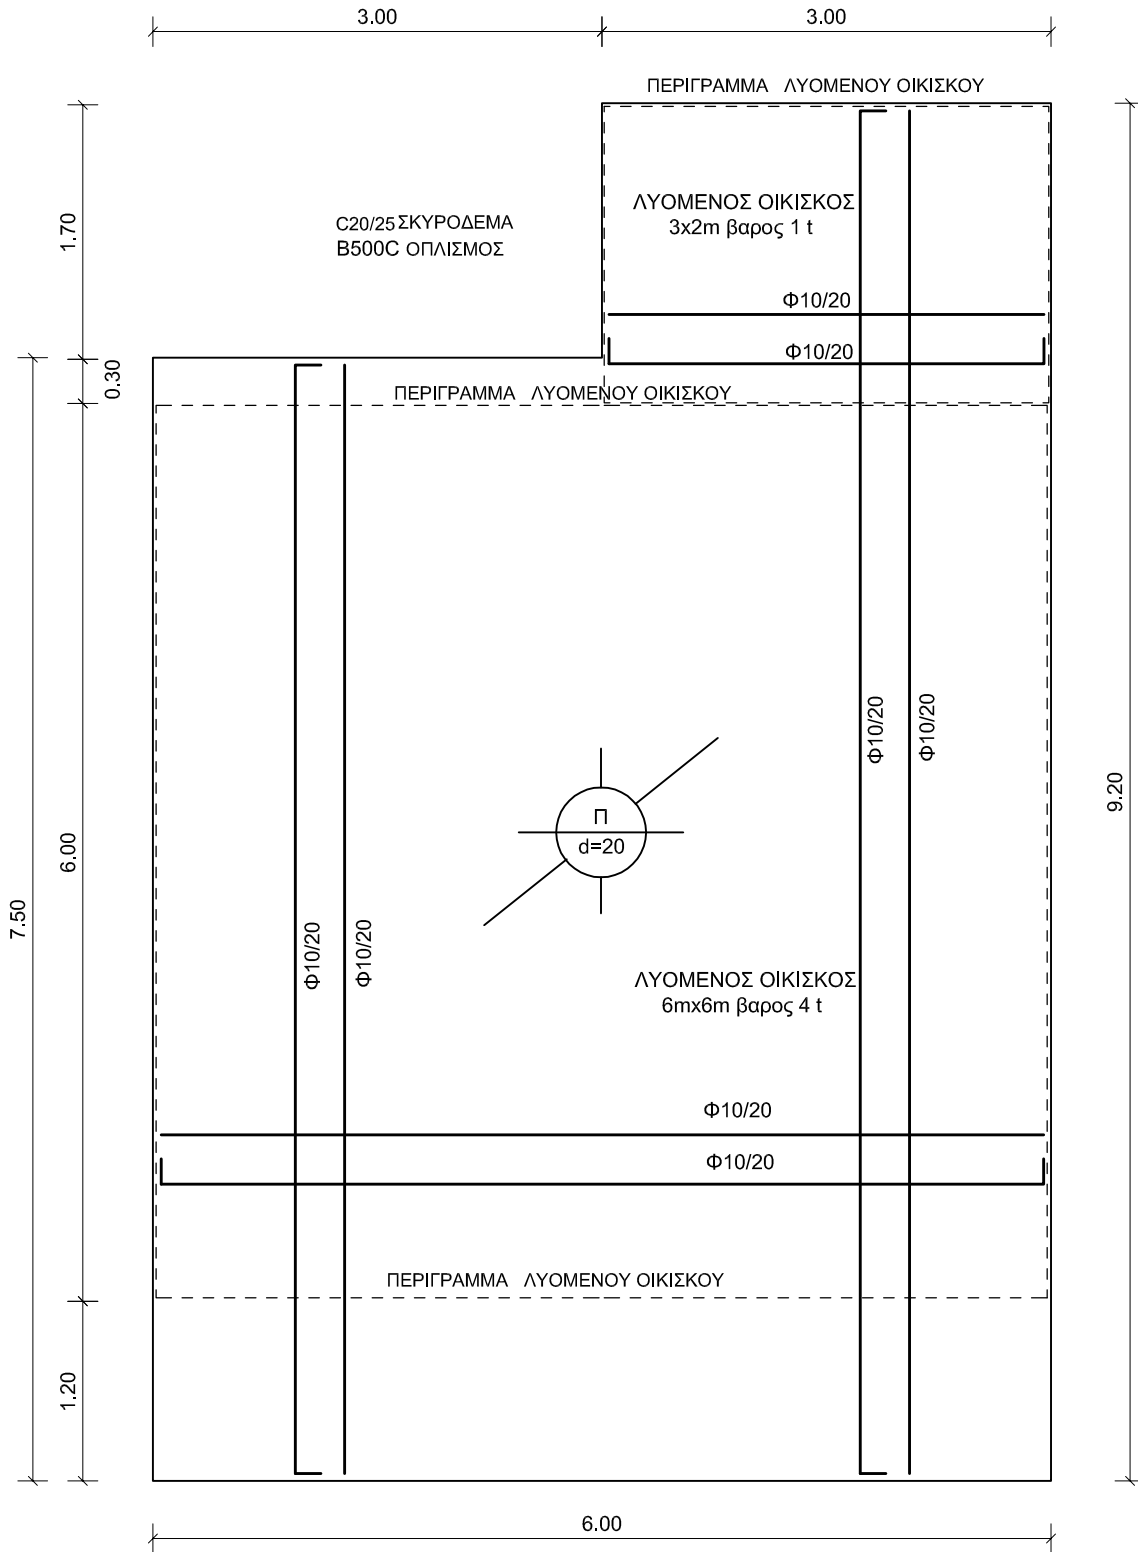 3.00
3.00
ΠΕΡΙΓΡΑΜΜΑ ΛΥΟΜΕΝΟΥ ΟΙΚΙΣΚΟΥ
1.70
C20/25 ΣΚΥΡΟΔΕΜΑ
B500C ΟΠΛΙΣΜΟΣ
ΛΥΟΜΕΝΟΣ ΟΙΚΙΣΚΟΣ
3x2m βαρος 1 t
Φ10/20
Φ10/20
0.30
ΠΕΡΙΓΡΑΜΜΑ ΛΥΟΜΕΝΟΥ ΟΙΚΙΣΚΟΥ
Φ10/20
Φ10/20
9.20
6.00
7.50
Π
d=20
Φ10/20
Φ10/20
ΛΥΟΜΕΝΟΣ ΟΙΚΙΣΚΟΣ
6mx6m βαρος 4 t
Φ10/20
Φ10/20
ΠΕΡΙΓΡΑΜΜΑ ΛΥΟΜΕΝΟΥ ΟΙΚΙΣΚΟΥ
1.20
6.00